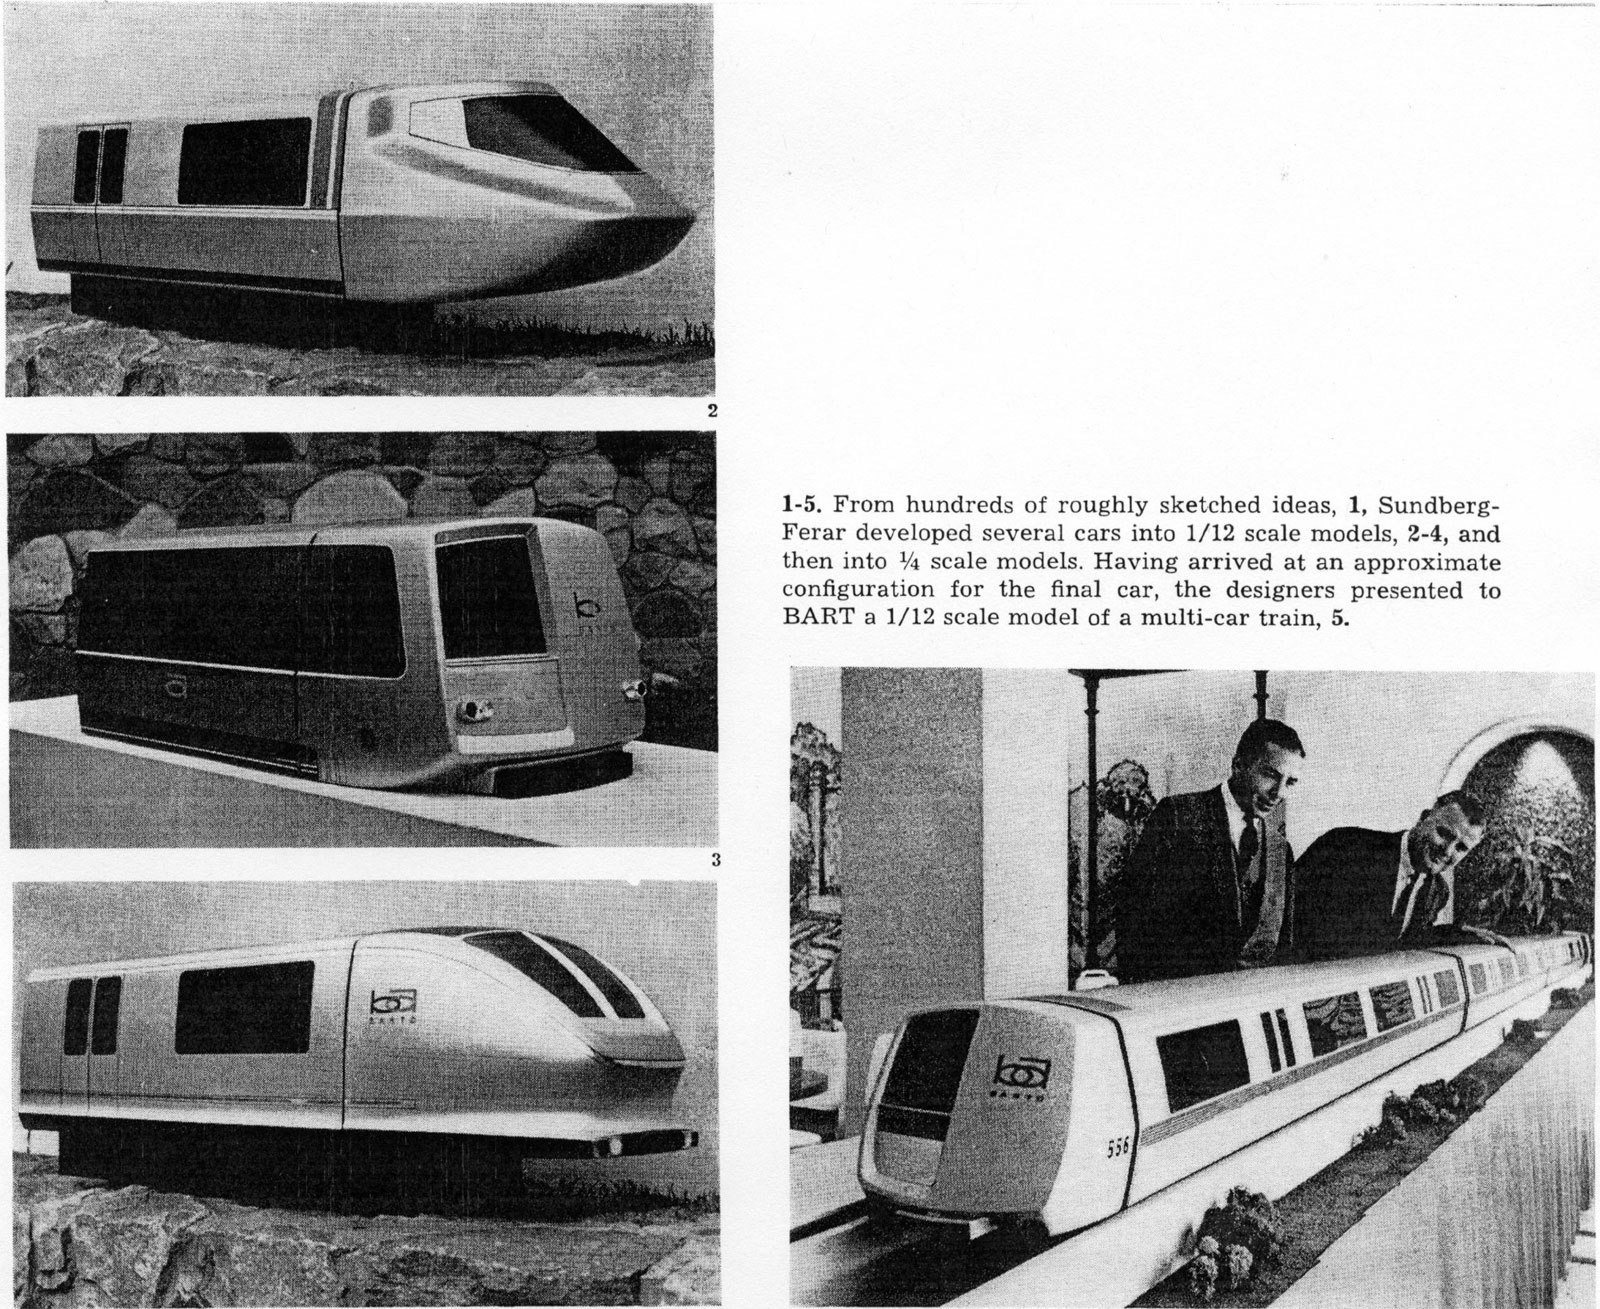 2
3
1-5. From hundreds of roughly sketched ideas, 1, Sundberg-
Ferar developed several cars into 1/12 scale models, 2-4, and
then into ¼ scale models. Having arrived at an approximate
configuration for the final car, the designers presented to
BART a 1/12 scale model of a multi-car train, 5.
BARTD
BARTD
556